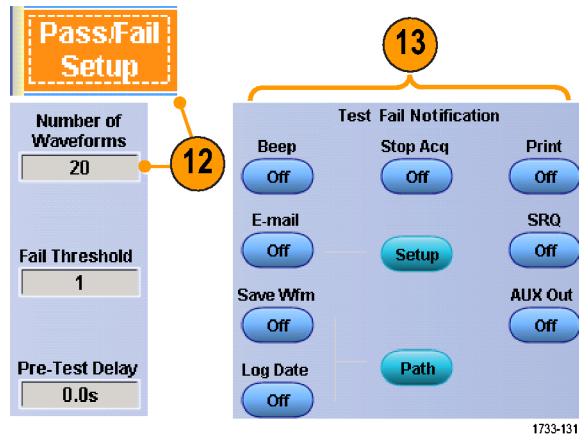 Pass/Fail
Setup
13
Number of
Waveforms
20
12
Fail Threshold
1
Pre-Test Delay
0.0s
Test Fail Notification
Beep
Stop Acq
Print
Off
Off
Off
E-mail
SRQ
Off
Setup
Off
Save Wfm
AUX Out
Off
Off
Log Date
Path
Off
1733-131